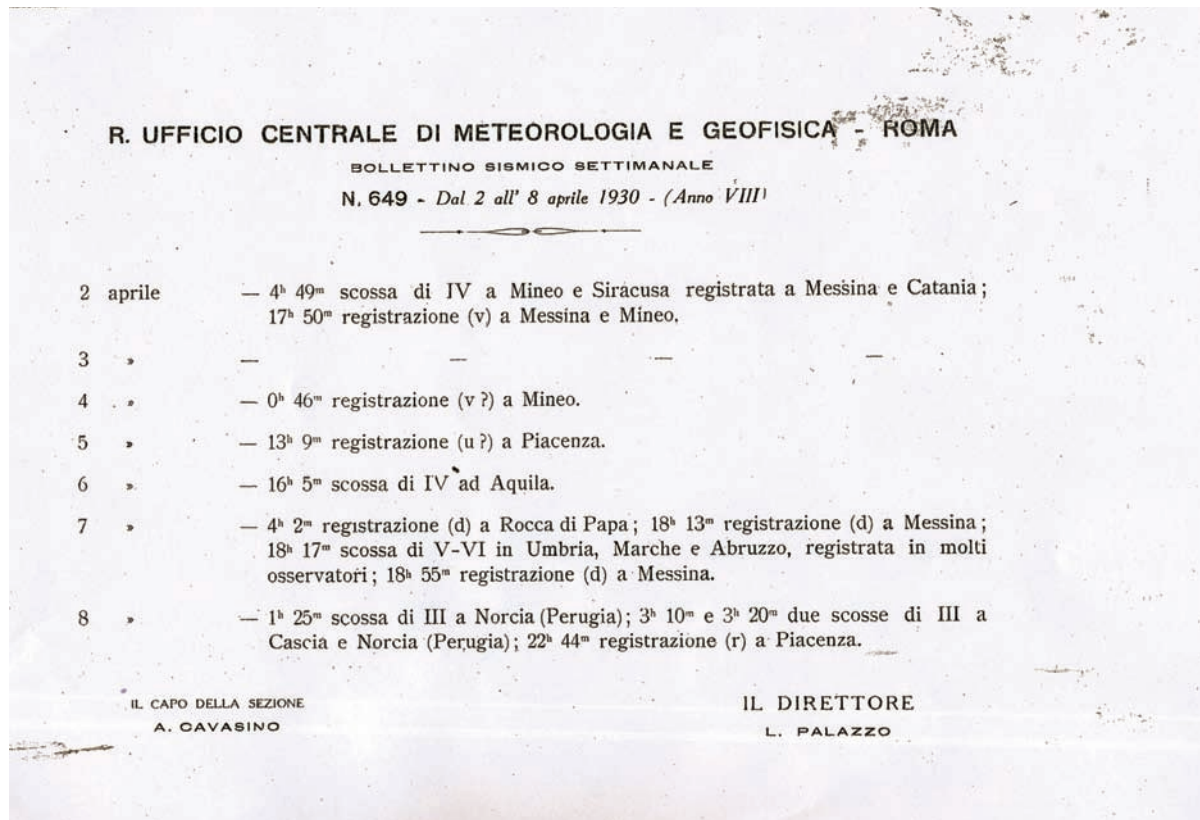 R. UFFICIO CENTRALE DI METEOROLOGIA E GEOFISICA - ROMA
BOLLETTINO SISMICO SETTIMANALE
N. 649 - Dal 2 all' 8 aprile 1930 - (Anno VIII)
2 aprile — 4ʰ 49ᵐ scossa di IV a Mineo e Siracusa registrata a Messina e Catania;
17ʰ 50ᵐ registrazione (v) a Messina e Mineo.
3 » — — — —
4 » — 0ʰ 46ᵐ registrazione (v ?) a Mineo.
5 » — 13ʰ 9ᵐ registrazione (u ?) a Piacenza.
6 » — 16ʰ 5ᵐ scossa di IV ad Aquila.
7 » — 4ʰ 2ᵐ registrazione (d) a Rocca di Papa; 18ʰ 13ᵐ registrazione (d) a Messina;
18ʰ 17ᵐ scossa di V-VI in Umbria, Marche e Abruzzo, registrata in molti
osservatori; 18ʰ 55ᵐ registrazione (d) a Messina.
8 » — 1ʰ 25ᵐ scossa di III a Norcia (Perugia); 3ʰ 10ᵐ e 3ʰ 20ᵐ due scosse di III a
Cascia e Norcia (Perugia); 22ʰ 44ᵐ registrazione (r) a Piacenza.
IL CAPO DELLA SEZIONE
A. CAVASINO
IL DIRETTORE
L. PALAZZO